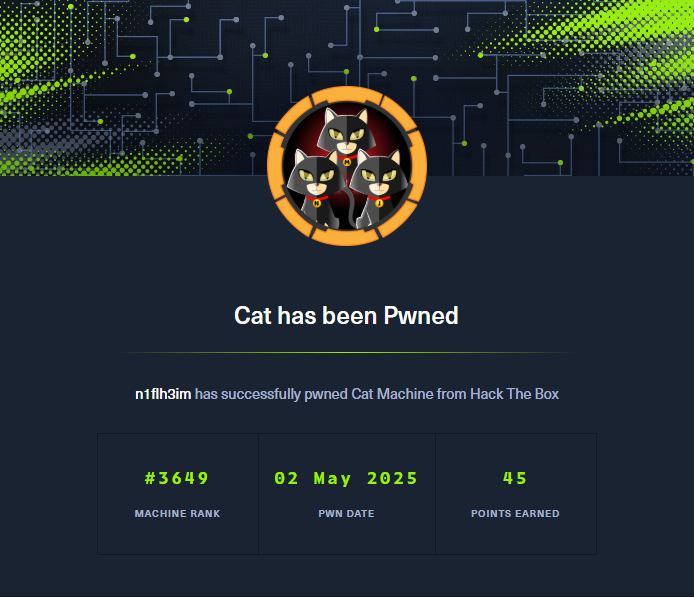 M
N
J
Cat has been Pwned
n1flh3im has successfully pwned Cat Machine from Hack The Box
#3649
02 May 2025
45
MACHINE RANK
PWN DATE
POINTS EARNED